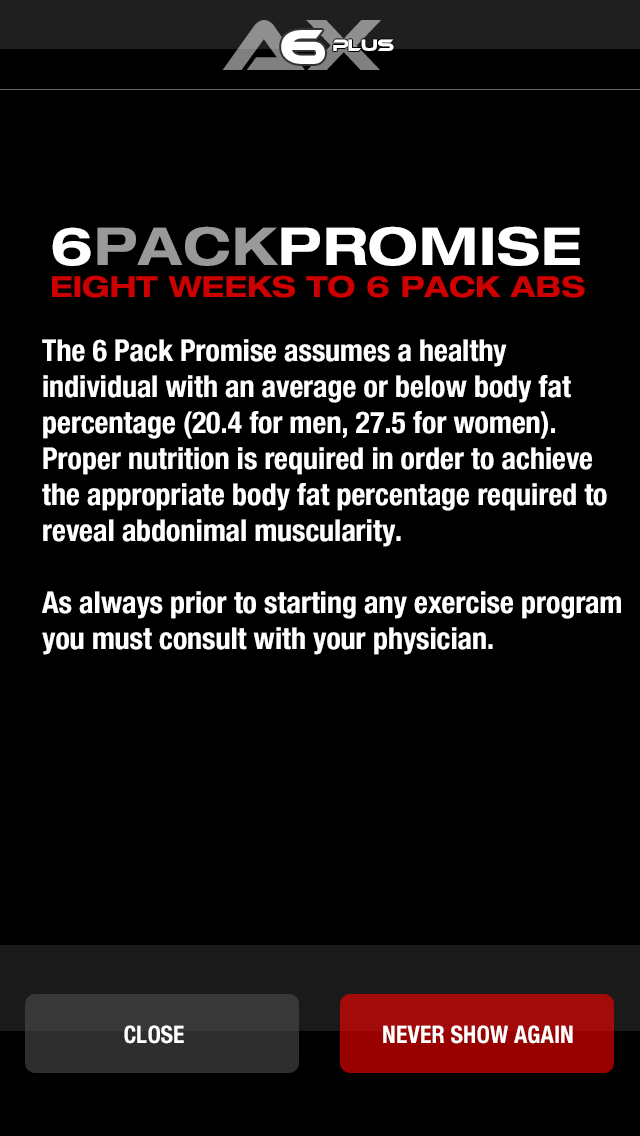 A6X PLUS
6PACKPROMISE
EIGHT WEEKS TO 6 PACK ABS
The 6 Pack Promise assumes a healthy
individual with an average or below body fat
percentage (20.4 for men, 27.5 for women).
Proper nutrition is required in order to achieve
the appropriate body fat percentage required to
reveal abdonimal muscularity.
As always prior to starting any exercise program
you must consult with your physician.
CLOSE
NEVER SHOW AGAIN